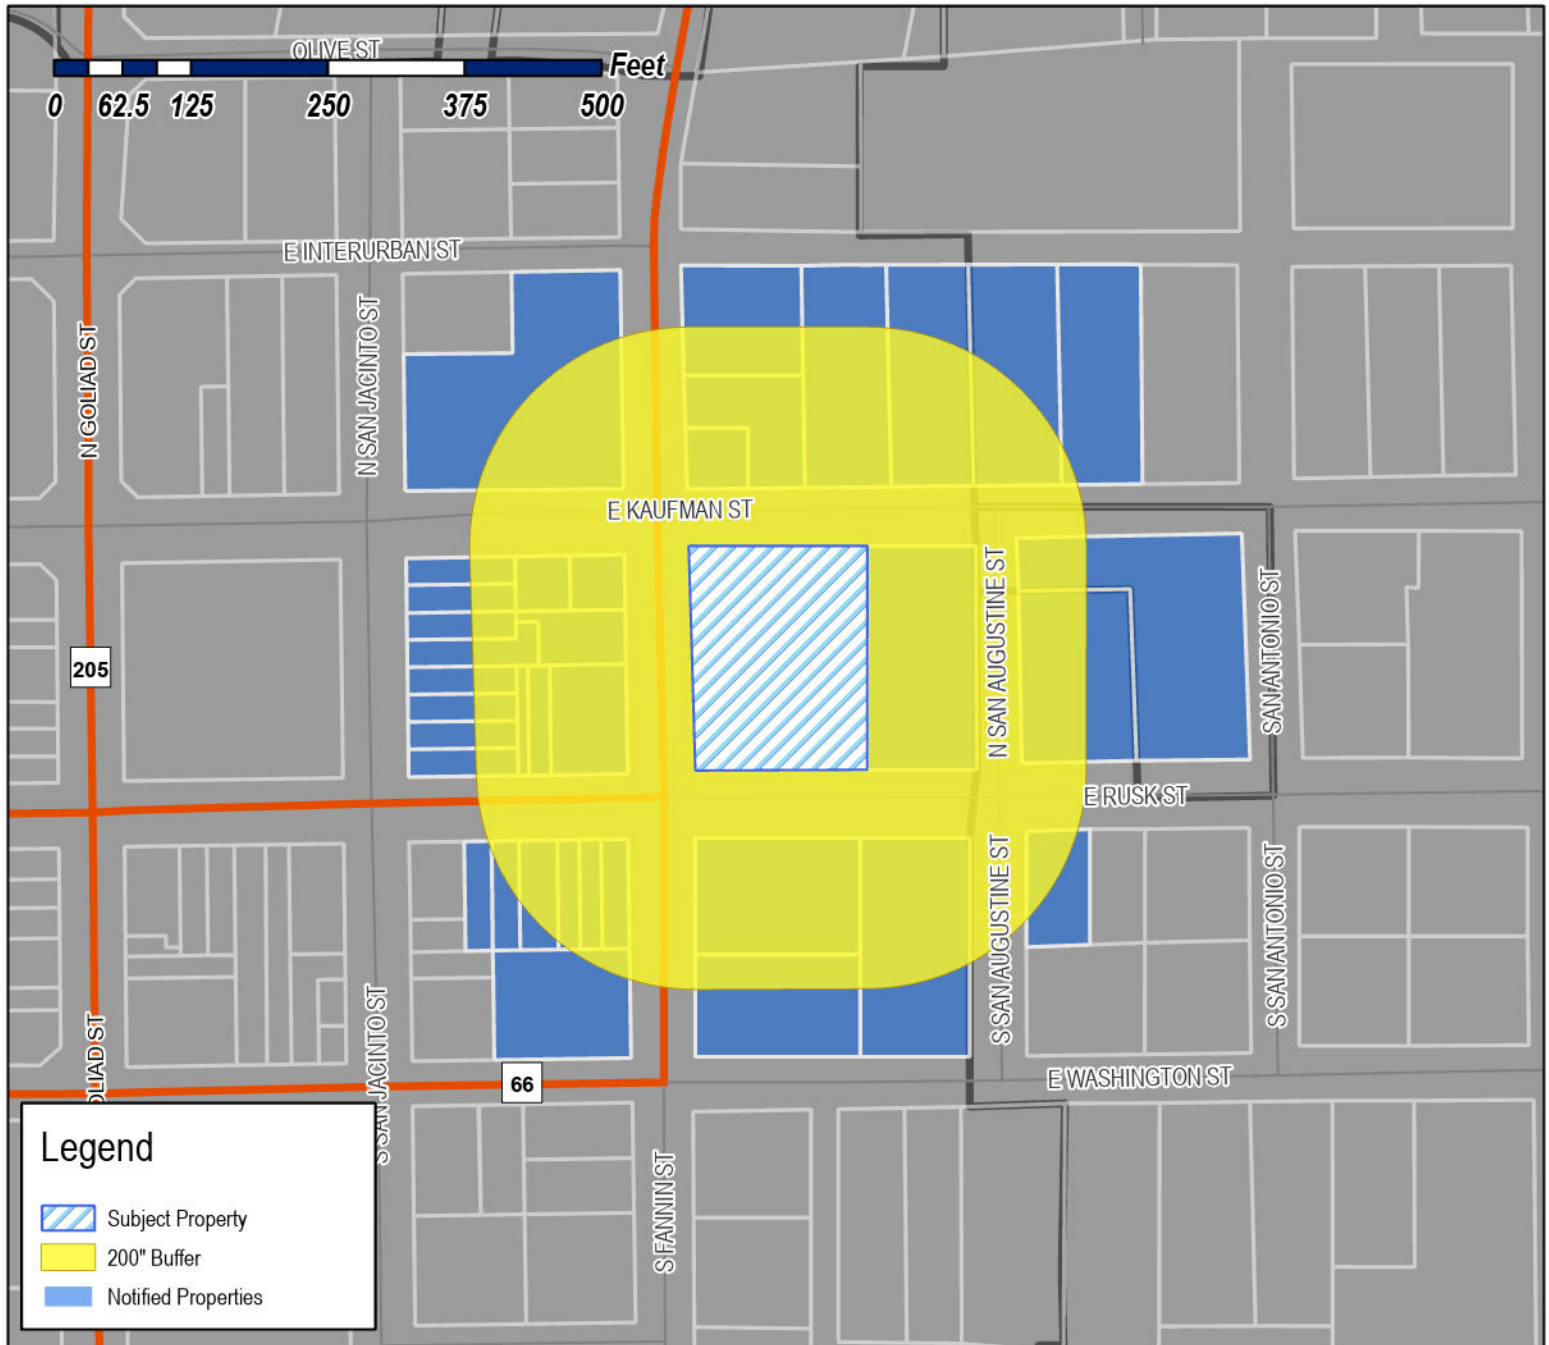 OLIVE ST
Feet
0 62.5 125 250 375 500
E INTERURBAN ST
N GOLIAD ST
N SAN JACINTO ST
E KAUFMAN ST
N SAN AUGUSTINE ST
SAN ANTONIO ST
205
E RUSK ST
S SAN AUGUSTINE ST
S SAN ANTONIO ST
OLIAD ST
S SAN JACINTO ST
66
E WASHINGTON ST
S FANNIN ST
Legend
Subject Property
200" Buffer
Notified Properties